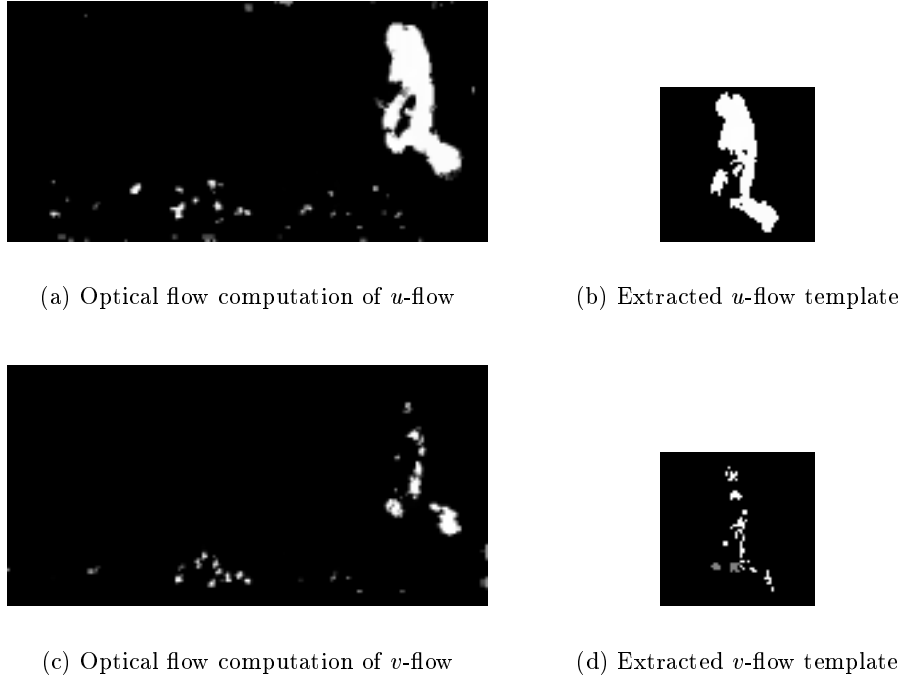 (a) Optical flow computation of u-flow
(b) Extracted u-flow template
(c) Optical flow computation of v-flow
(d) Extracted v-flow template